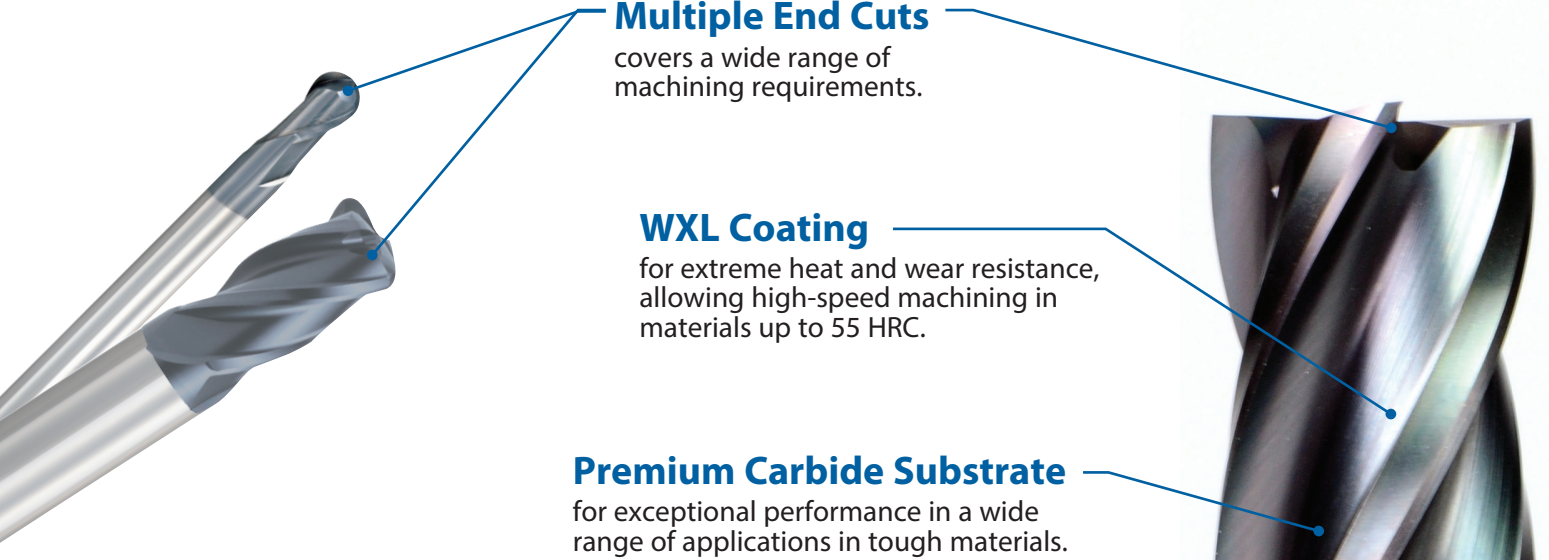 Multiple End Cuts
covers a wide range of
machining requirements.
WXL Coating
for extreme heat and wear resistance,
allowing high-speed machining in
materials up to 55 HRC.
Premium Carbide Substrate
for exceptional performance in a wide
range of applications in tough materials.